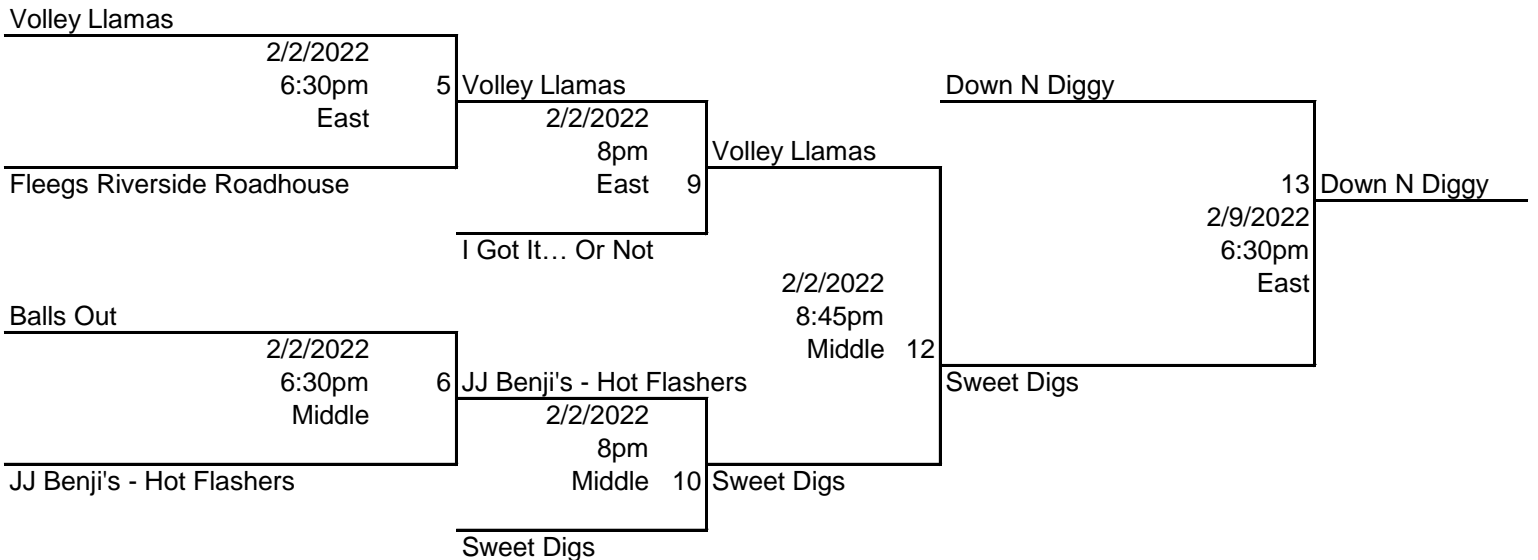 Volley Llamas
2/2/2022
6:30pm 5 Volley Llamas Down N Diggy
East 2/2/2022
8pm Volley Llamas
Fleegs Riverside Roadhouse East 9 13 Down N Diggy
2/9/2022
I Got It… Or Not 6:30pm
2/2/2022 East
Balls Out 8:45pm
2/2/2022 Middle 12
6:30pm 6 JJ Benji's - Hot Flashers Sweet Digs
Middle 2/2/2022
8pm
JJ Benji's - Hot Flashers Middle 10 Sweet Digs
Sweet Digs